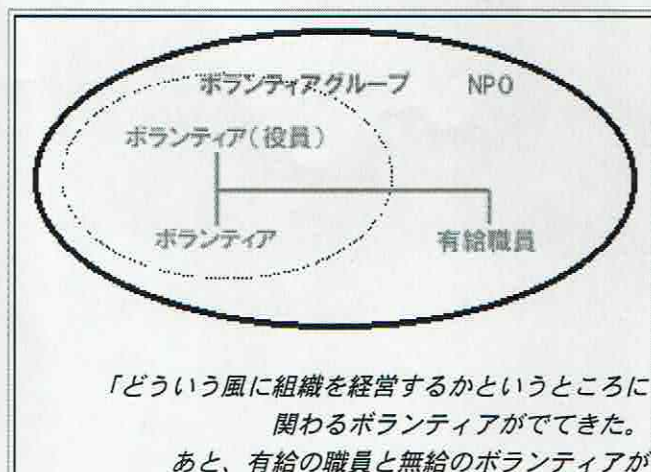 ボランティアグループ NPO
ボランティア(役員)
ボランティア 有給職員
「どういう風に組織を経営するかというところに
関わるボランティアがでてきた。
あと、有給の職員と無給のボランティアが